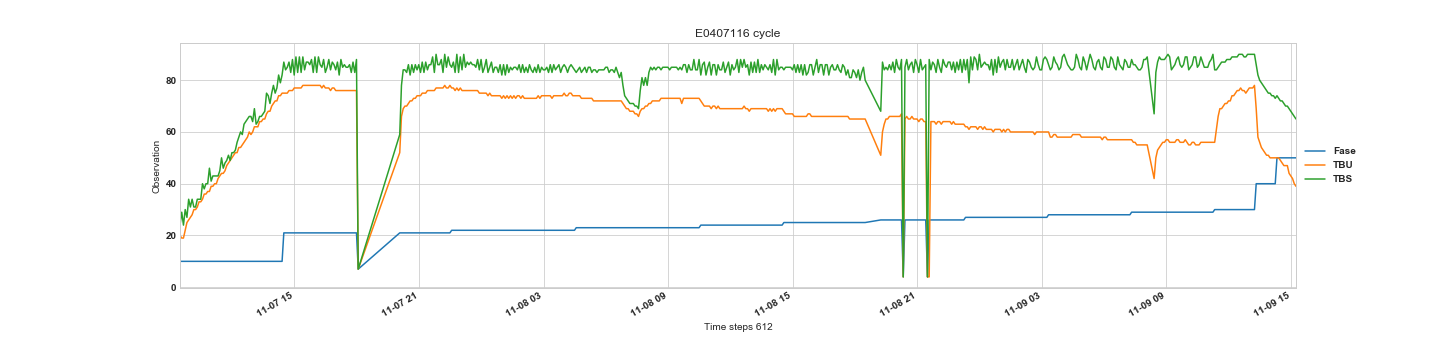 E0407116 cycle
Observation
80
60
40
20
0
Fase
TBU
TBS
11-07 15
11-07 21
11-08 03
11-08 09
11-08 15
11-08 21
11-09 03
11-09 09
11-09 15
Time steps 612